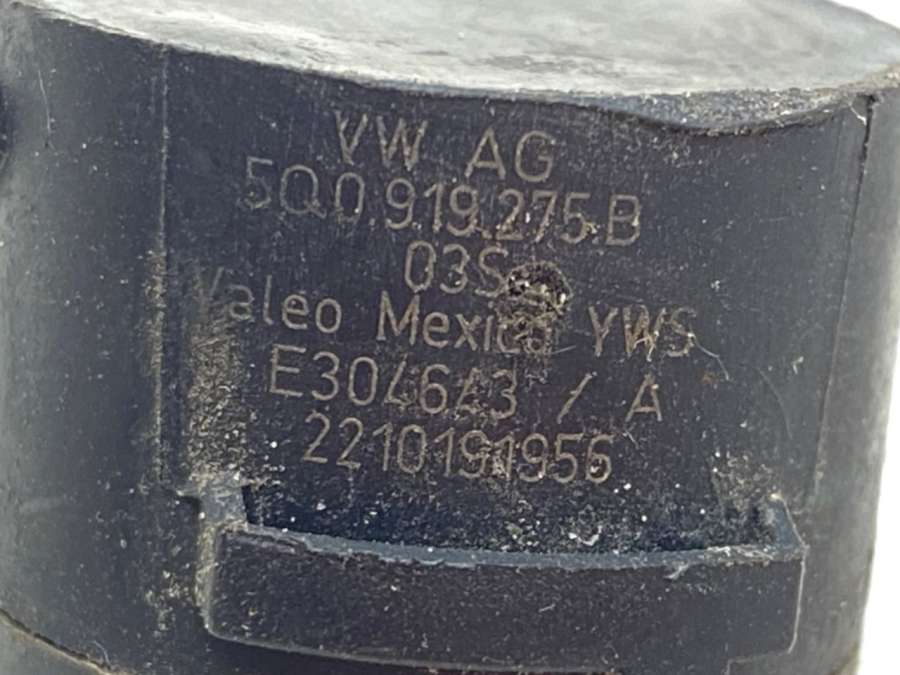 VW AG
5Q0.919.275.B
03S
Valeo Mexico YWS
E304643 / A
2210191956